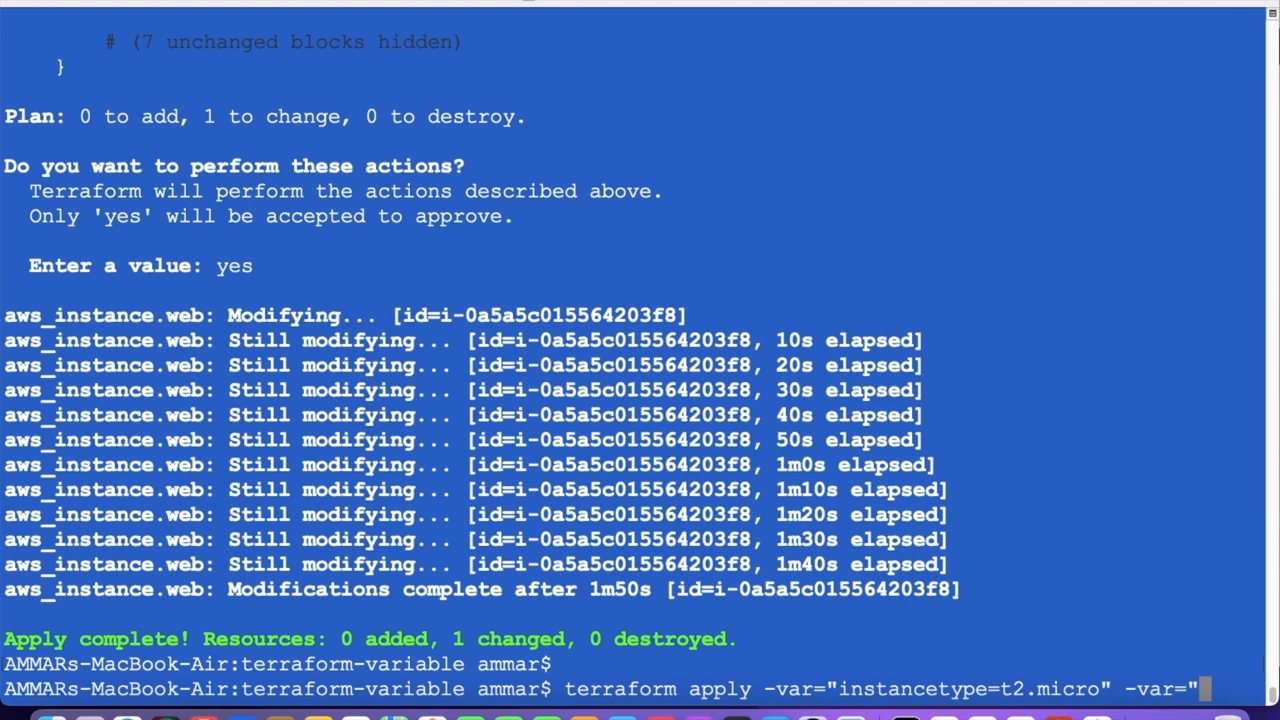 # (7 unchanged blocks hidden)
}
Plan: 0 to add, 1 to change, 0 to destroy.
Do you want to perform these actions?
Terraform will perform the actions described above.
Only 'yes' will be accepted to approve.
Enter a value: yes
aws_instance.web: Modifying... [id=i-0a5a5c015564203f8]
aws_instance.web: Still modifying... [id=i-0a5a5c015564203f8, 10s elapsed]
aws_instance.web: Still modifying... [id=i-0a5a5c015564203f8, 20s elapsed]
aws_instance.web: Still modifying... [id=i-0a5a5c015564203f8, 30s elapsed]
aws_instance.web: Still modifying... [id=i-0a5a5c015564203f8, 40s elapsed]
aws_instance.web: Still modifying... [id=i-0a5a5c015564203f8, 50s elapsed]
aws_instance.web: Still modifying... [id=i-0a5a5c015564203f8, 1m0s elapsed]
aws_instance.web: Still modifying... [id=i-0a5a5c015564203f8, 1m10s elapsed]
aws_instance.web: Still modifying... [id=i-0a5a5c015564203f8, 1m20s elapsed]
aws_instance.web: Still modifying... [id=i-0a5a5c015564203f8, 1m30s elapsed]
aws_instance.web: Still modifying... [id=i-0a5a5c015564203f8, 1m40s elapsed]
aws_instance.web: Modifications complete after 1m50s [id=i-0a5a5c015564203f8]
Apply complete! Resources: 0 added, 1 changed, 0 destroyed.
AMMARs-MacBook-Air:terraform-variable ammar$
AMMARs-MacBook-Air:terraform-variable ammar$ terraform apply -var="instancetype=t2.micro" -var="